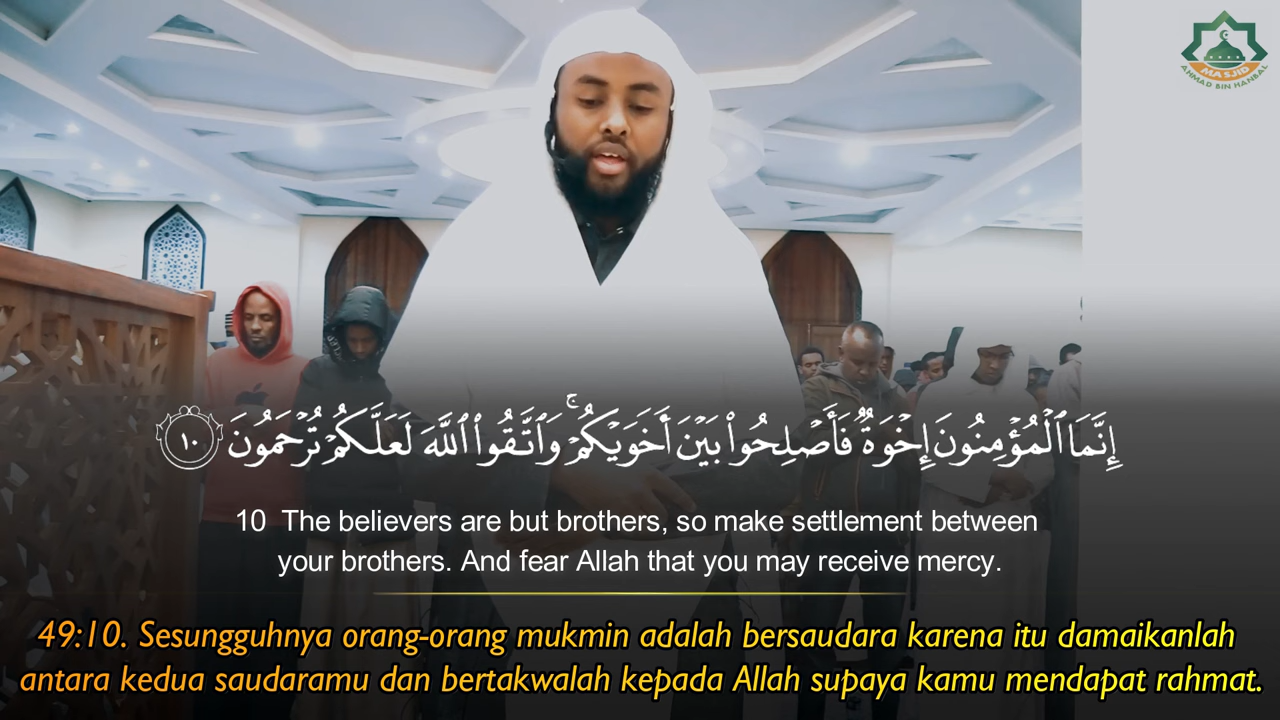 MASJID
AHMAD BIN HANBAL
إِنَّمَا ٱلْمُؤْمِنُونَ إِخْوَةٌ فَأَصْلِحُوا۟ بَيْنَ أَخَوَيْكُمْ ۚ وَٱتَّقُوا۟ ٱللَّهَ لَعَلَّكُمْ تُرْحَمُونَ ١٠
10 The believers are but brothers, so make settlement between
your brothers. And fear Allah that you may receive mercy.
49:10. Sesungguhnya orang-orang mukmin adalah bersaudara karena itu damaikanlah
antara kedua saudaramu dan bertakwalah kepada Allah supaya kamu mendapat rahmat.